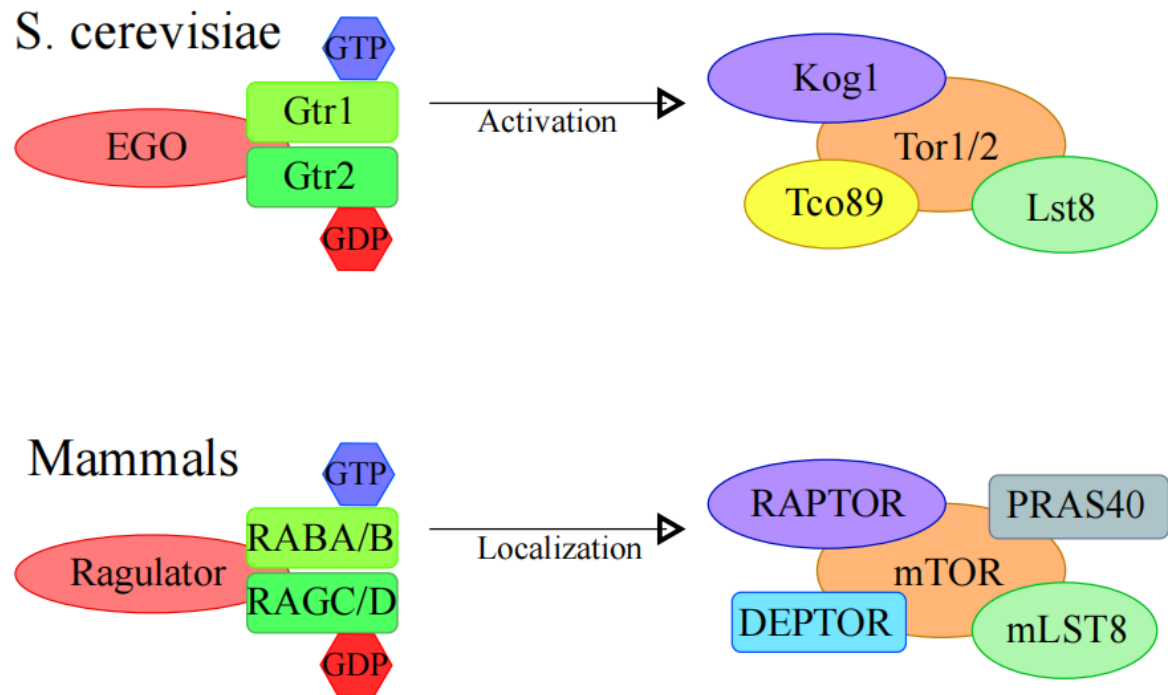 S. cerevisiae
GTP
Gtr1
EGO
Gtr2
GDP
Activation
Kog1
Tor1/2
Tco89
Lst8
Mammals
GTP
RABA/B
Ragulator
RAGC/D
GDP
Localization
RAPTOR
PRAS40
mTOR
DEPTOR
mLST8